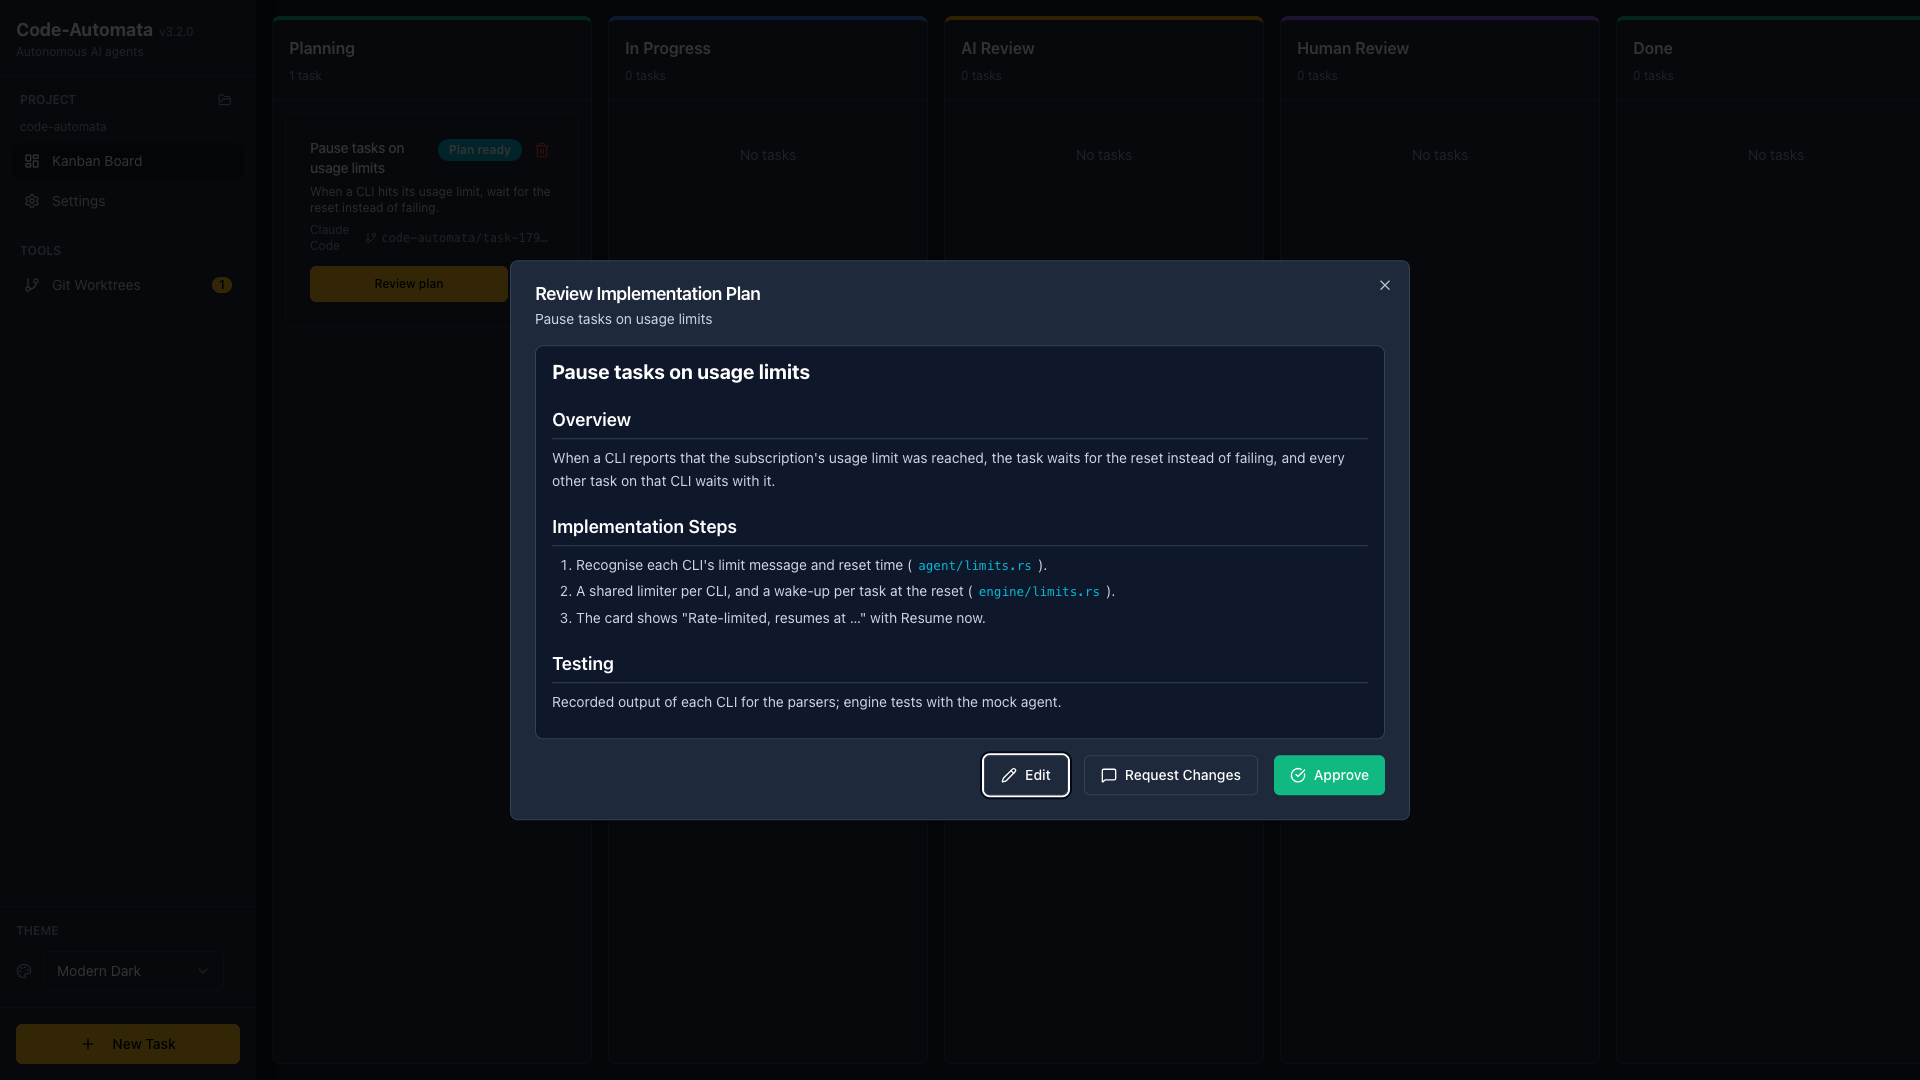 Code-Automata v3.2.0
Autonomous AI agents
PROJECT
code-automata
Kanban Board
Settings
TOOLS
Git Worktrees 1
THEME
Modern Dark
+ New Task
Planning
1 task
Pause tasks on
usage limits
Plan ready
When a CLI hits its usage limit, wait for the
reset instead of failing.
Claude
Code
code-automata/task-179…
Review plan
In Progress
0 tasks
No tasks
AI Review
0 tasks
No tasks
Human Review
0 tasks
No tasks
Done
0 tasks
No tasks
Review Implementation Plan
Pause tasks on usage limits
Pause tasks on usage limits
Overview
When a CLI reports that the subscription's usage limit was reached, the task waits for the reset instead of failing, and every
other task on that CLI waits with it.
Implementation Steps
1. Recognise each CLI's limit message and reset time ( agent/limits.rs ).
2. A shared limiter per CLI, and a wake-up per task at the reset ( engine/limits.rs ).
3. The card shows "Rate-limited, resumes at …" with Resume now.
Testing
Recorded output of each CLI for the parsers; engine tests with the mock agent.
Edit
Request Changes
Approve